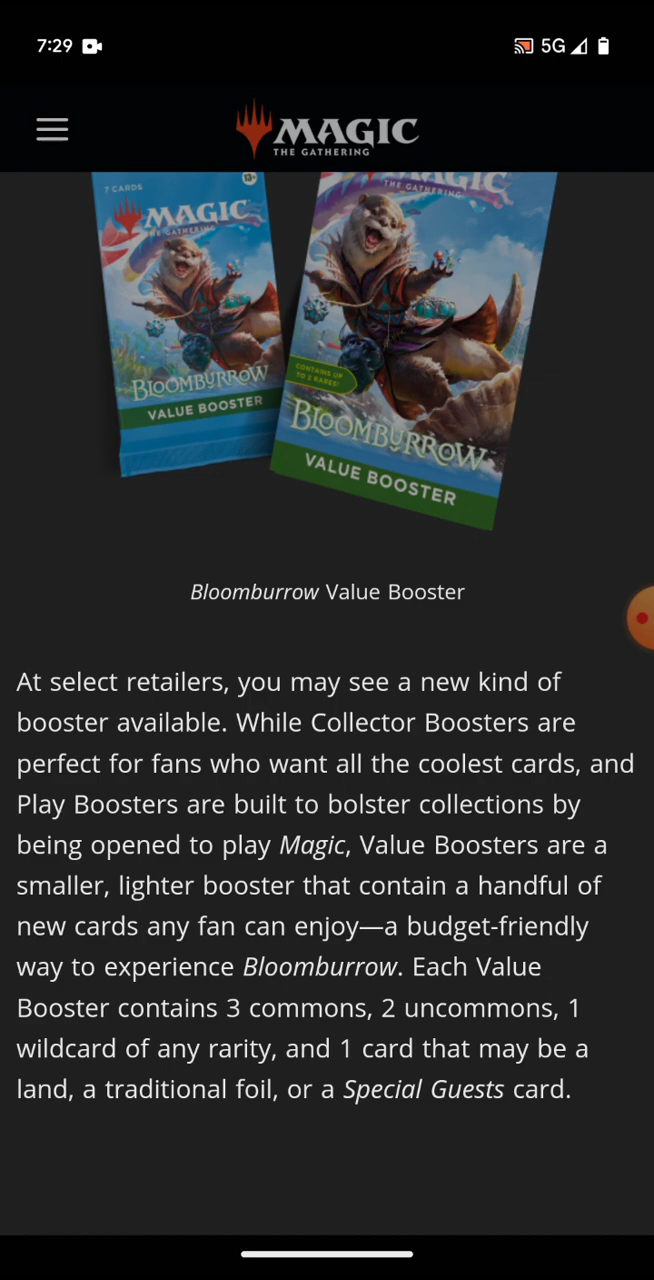 7:29
5G
MAGIC
THE GATHERING
7 CARDS
13+
MAGIC
THE GATHERING
BLOOMBURROW
VALUE BOOSTER
MAGIC
THE GATHERING
CONTAINS UP
TO 2 RARES!
BLOOMBURROW
VALUE BOOSTER
Bloomburrow Value Booster
At select retailers, you may see a new kind of
booster available. While Collector Boosters are
perfect for fans who want all the coolest cards, and
Play Boosters are built to bolster collections by
being opened to play Magic, Value Boosters are a
smaller, lighter booster that contain a handful of
new cards any fan can enjoy—a budget-friendly
way to experience Bloomburrow. Each Value
Booster contains 3 commons, 2 uncommons, 1
wildcard of any rarity, and 1 card that may be a
land, a traditional foil, or a Special Guests card.